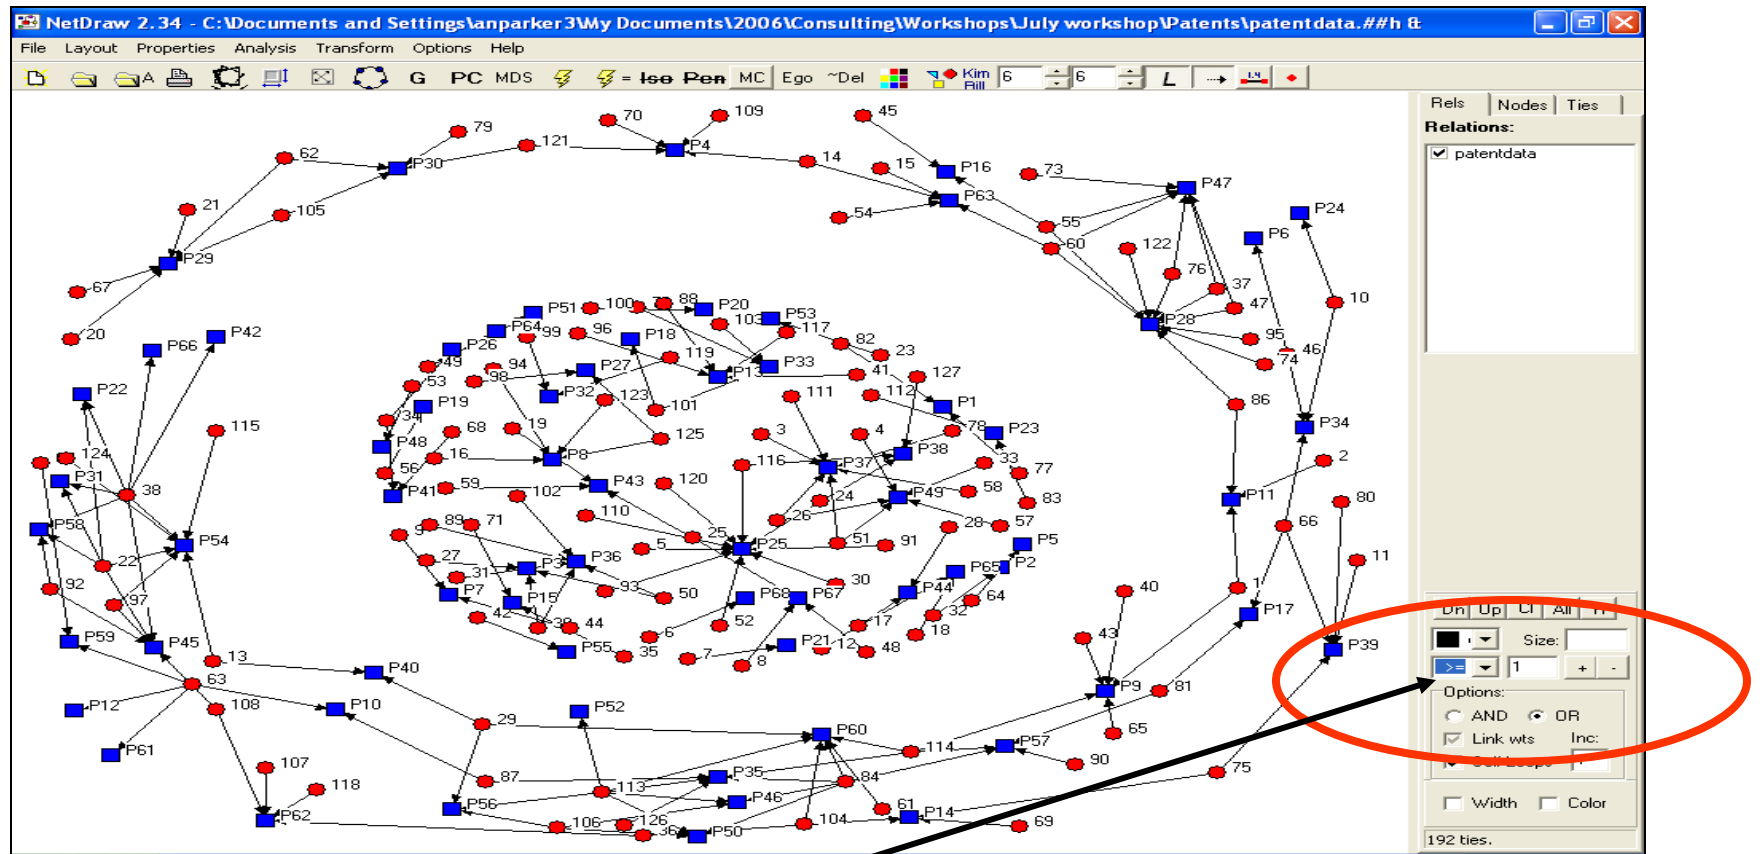 NetDraw 2.34 - C:\Documents and Settings\anparker3\My Documents\2006\Consulting\Workshops\July workshop\Patents\patentdata.##h &
File Layout Properties Analysis Transform Options Help
A G PC MDS = Iso Pen MC Ego ~Del Kim Bill 6 6 L
Rels Nodes Ties
Relations:
patentdata
70 109 45
79
62 P30 121 P4 14 15 P16 73 P47
P63
21 105 54 55 P24
60 122 P6
P29
67 76 37
47 10
20 P28 95
P66 P42 46
74
P22
115 86
P34
124
P31 38 2
P11 80
P58
P54 66
22 11
92 97 40 1
P17
P59 P45 43
13 P40 P39
63 P9 81
P12 108 P10 29 P52
P61 P60 114 P57 65
107 87 90
118 113 P35 84 75
P56 P46 61
P62 106 126 36 P50 104 P14 69
P51 100 88 P20
P64 99 96 P18 103 P53 117
P26 82
49 94 P27 119 P33 23
53 98 P13 41 127
P32 123 111 112
P19 101 P1
34 19 3 4 78 P23
68 125
P48 16 P8 116 P37 P38 33
56 77
P41 59 P43 120 24 P49 58 83
102
110 26
9 89 71 25 28 57
5 P25 51 91 P5
27 P36
31 P3 93 30 P65 P2
P7 50 P68 P67 P44
P15 64
42 44 6 52 17 32
18
P55 35 7 P21 12 48
8
Dn Up Cl All
Size:
>= 1 + -
Options:
AND OR
Link wts Inc:
Width Color
192 ties.